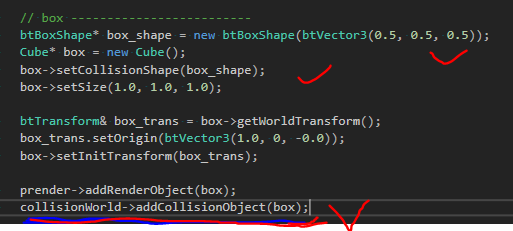 // box -------------------------
btBoxShape* box_shape = new btBoxShape(btVector3(0.5, 0.5, 0.5));
Cube* box = new Cube();
box->setCollisionShape(box_shape);
box->setSize(1.0, 1.0, 1.0);
btTransform& box_trans = box->getWorldTransform();
box_trans.setOrigin(btVector3(1.0, 0, -0.0));
box->setInitTransform(box_trans);
prender->addRenderObject(box);
collisionWorld->addCollisionObject(box);